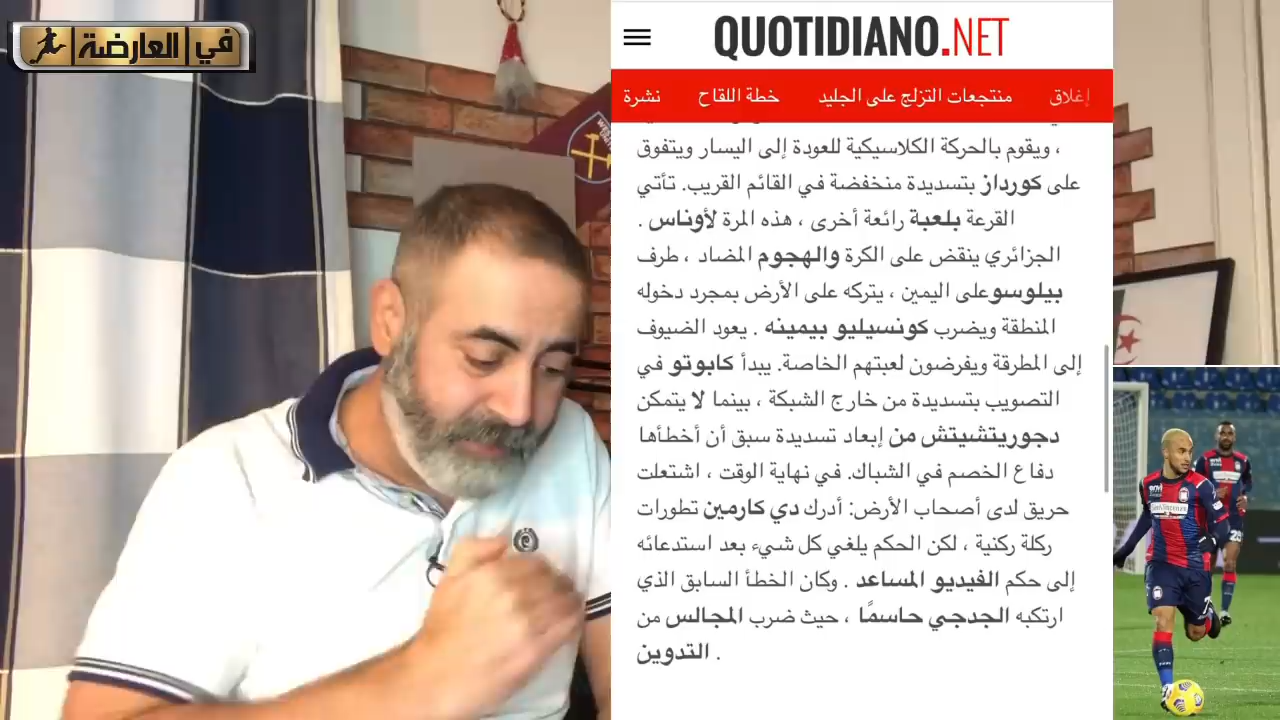 في العارضة
QUOTIDIANO.NET
إغلاق منتجعات التزلج على الجليد خطة اللقاح نشرة
، ويقوم بالحركة الكلاسيكية للعودة إلى اليسار ويتفوق
على كورداز بتسديدة منخفضة في القائم القريب. تأتي
القرعة بلعبة رائعة أخرى ، هذه المرة لأوناس .
الجزائري ينقض على الكرة والهجوم المضاد ، طرف
بيلوسوعلى اليمين ، يتركه على الأرض بمجرد دخوله
المنطقة ويضرب كونسيليو بيمينه . يعود الضيوف
إلى المطرقة ويفرضون لعبتهم الخاصة. يبدأ كابوتو في
التصويب بتسديدة من خارج الشبكة ، بينما لا يتمكن
دجوريتشيتش من إبعاد تسديدة سبق أن أخطأها
دفاع الخصم في الشباك. في نهاية الوقت ، اشتعلت
حريق لدى أصحاب الأرض: أدرك دي كارمين تطورات
ركلة ركنية ، لكن الحكم يلغي كل شيء بعد استدعائه
إلى حكم الفيديو المساعد . وكان الخطأ السابق الذي
ارتكبه الجدجي حاسمًا ، حيث ضرب المجالس من
التدوين .